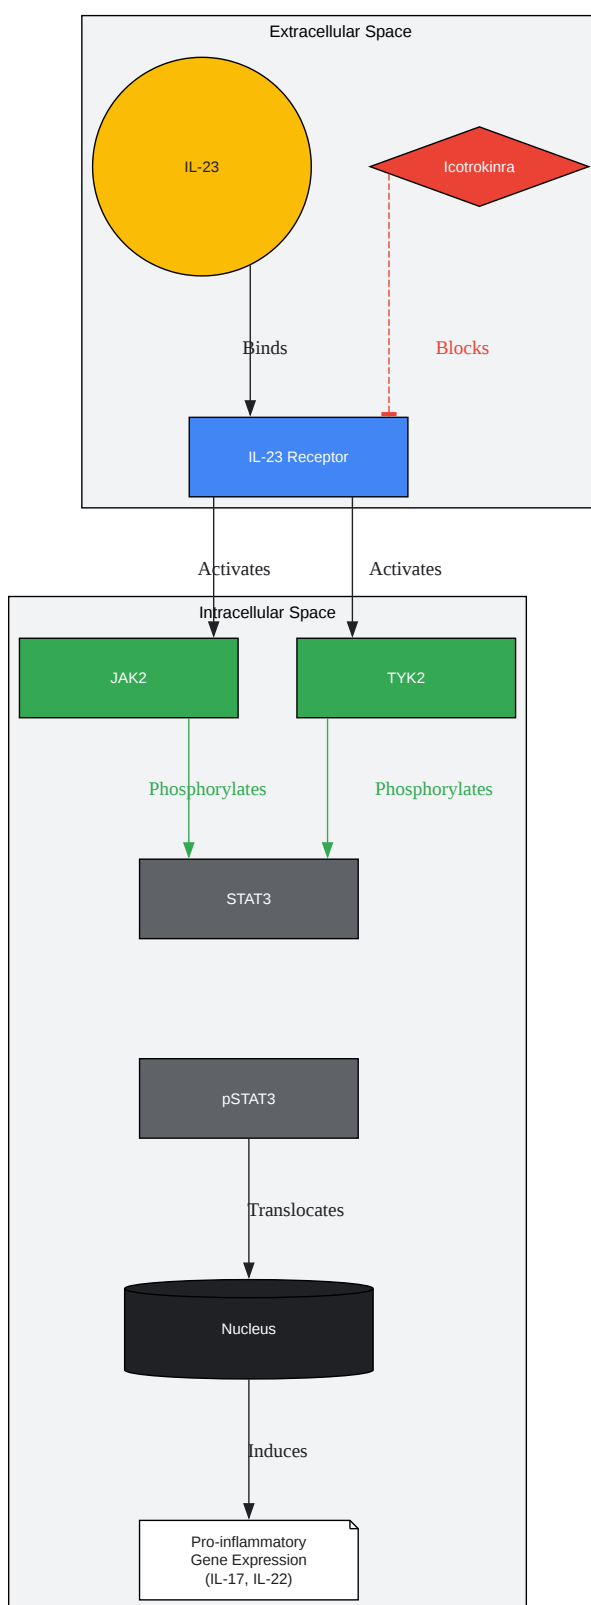 Extracellular Space
IL-23
Icotrokinra
Binds
Blocks
IL-23 Receptor
Activates
Activates
Intracellular Space
JAK2
TYK2
Phosphorylates
Phosphorylates
STAT3
pSTAT3
Translocates
Nucleus
Induces
Pro-inflammatory
Gene Expression
(IL-17, IL-22)